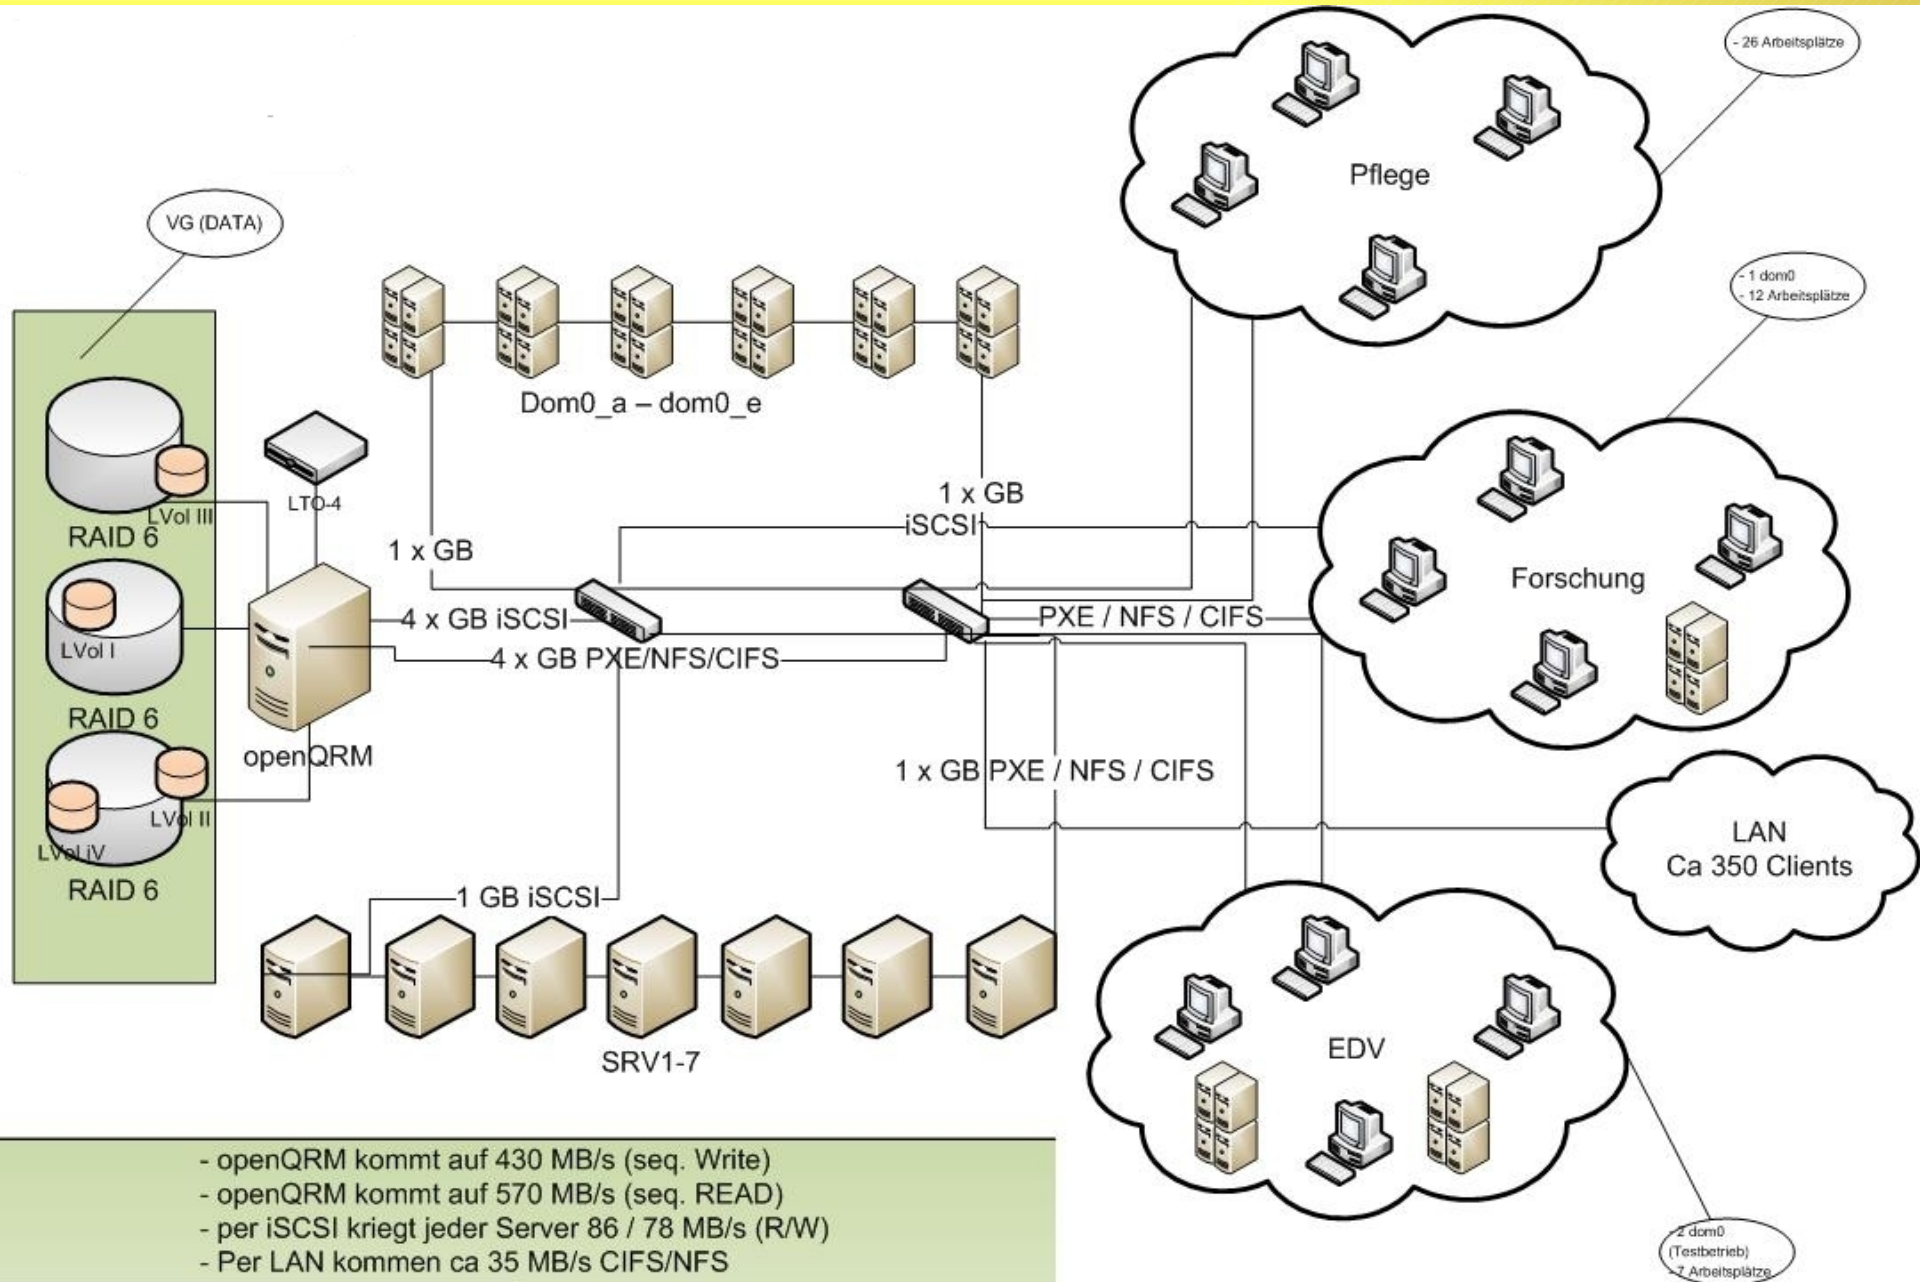 - 26 Arbeitsplätze
Pflege
VG (DATA)
- 1 dom0
- 12 Arbeitsplätze
Dom0_a – dom0_e
LTO-4
LVol III
RAID 6
1 x GB
iSCSI
1 x GB
Forschung
4 x GB iSCSI
PXE / NFS / CIFS
LVol I
4 x GB PXE/NFS/CIFS
RAID 6
openQRM
1 x GB PXE / NFS / CIFS
LVol II
LVol iV
RAID 6
LAN
Ca 350 Clients
1 GB iSCSI
SRV1-7
EDV
- openQRM kommt auf 430 MB/s (seq. Write)
- openQRM kommt auf 570 MB/s (seq. READ)
- per iSCSI kriegt jeder Server 86 / 78 MB/s (R/W)
- Per LAN kommen ca 35 MB/s CIFS/NFS
- 2 dom0
(Testbetrieb)
- 7 Arbeitsplätze